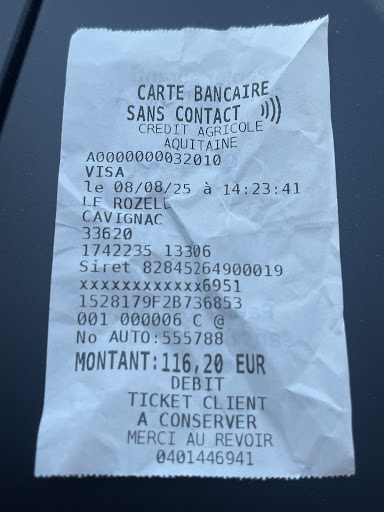 CARTE BANCAIRE
SANS CONTACT
CREDIT AGRICOLE
AQUITAINE
A0000000032010
VISA
le 08/08/25 à 14:23:41
LE ROZELL
CAVIGNAC
33620
1742235 13306
Siret 82845264900019
xxxxxxxxxxxx6951
1528179F2B736853
001 000006 C @
No AUTO:555788
MONTANT:116,20 EUR
DEBIT
TICKET CLIENT
A CONSERVER
MERCI AU REVOIR
0401446941